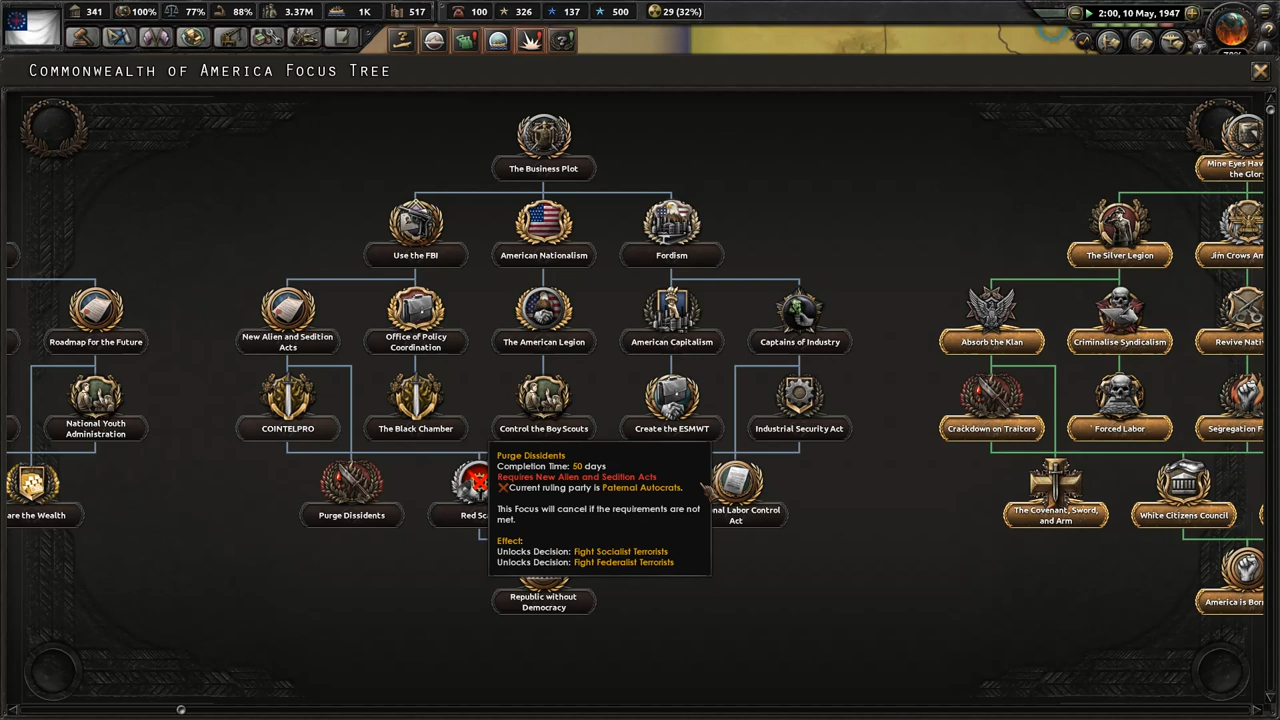 341 100% 77% 88% 3.37M 1K 517 100 326 137 500 29 (32%) 2:00, 10 May, 1947
Commonwealth of America Focus Tree
The Business Plot
Mine Eyes Hav
the Glor
Use the FBI
American Nationalism
Fordism
The Silver Legion
Jim Crows Am
Roadmap for the Future
New Alien and Sedition
Acts
Office of Policy
Coordination
The American Legion
American Capitalism
Captains of Industry
Absorb the Klan
Criminalise Syndicalism
Revive Nati
National Youth
Administration
COINTELPRO
The Black Chamber
Control the Boy Scouts
Create the ESMWT
Industrial Security Act
Crackdown on Traitors
Forced Labor
Segregation F
Purge Dissidents
Completion Time: 50 days
Requires New Alien and Sedition Acts
Current ruling party is Paternal Autocrats.
This Focus will cancel if the requirements are not
met.
Effect:
Unlocks Decision: Fight Socialist Terrorists
Unlocks Decision: Fight Federalist Terrorists
are the Wealth
Purge Dissidents
Red Sc
nal Labor Control
Act
The Covenant, Sword,
and Arm
White Citizens Council
Republic without
Democracy
America is Bor